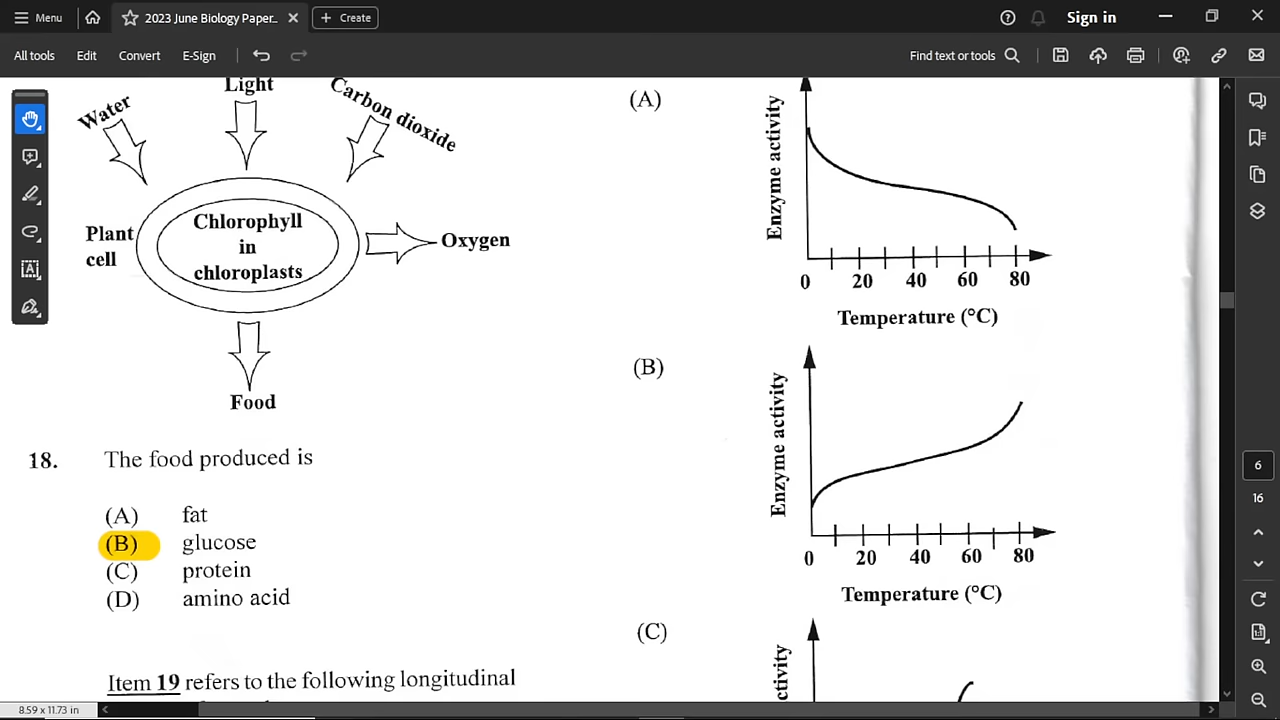 Menu
2023 June Biology Paper...
Create
Sign in
All tools
Edit
Convert
E-Sign
Find text or tools
Water
Light
Carbon dioxide
Plant
cell
Chlorophyll
in
chloroplasts
Oxygen
Food
18. The food produced is
(A) fat
(B) glucose
(C) protein
(D) amino acid
Item 19 refers to the following longitudinal
(A)
Enzyme activity
0 20 40 60 80
Temperature (°C)
(B)
Enzyme activity
0 20 40 60 80
Temperature (°C)
(C)
ctivity
6
16
8.59 x 11.73 in